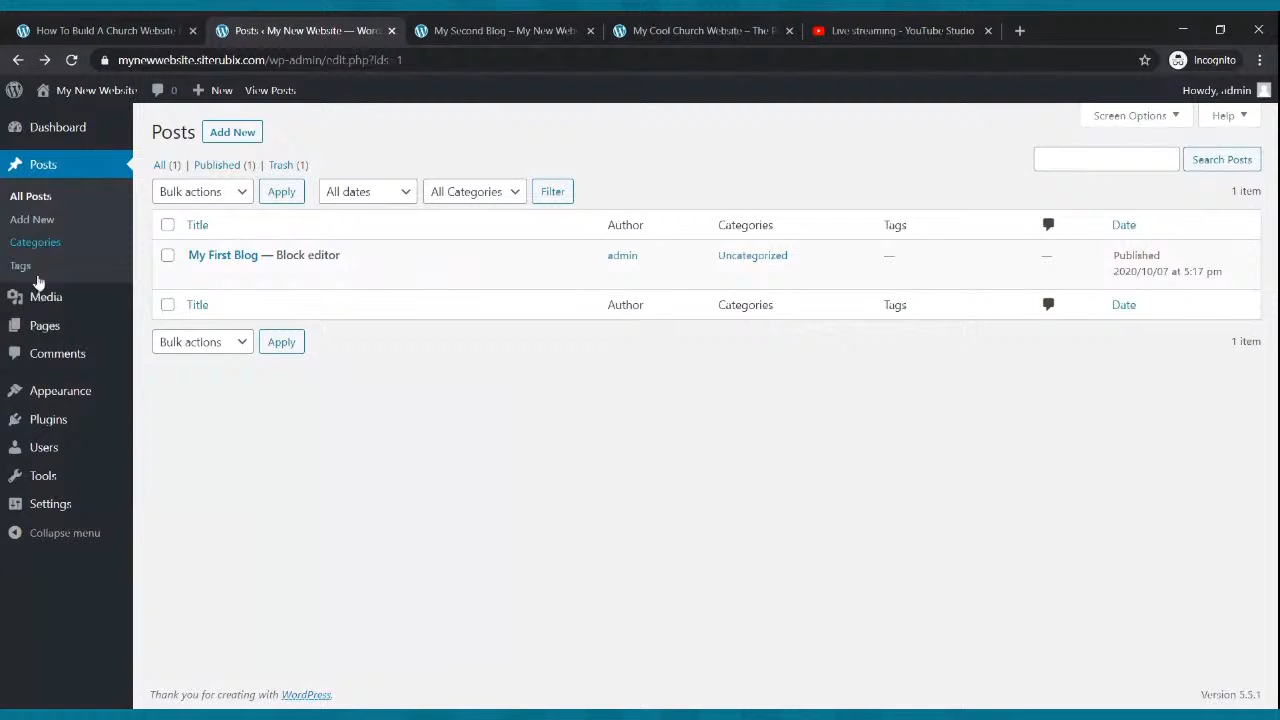 How To Build A Church Website
Posts ‹ My New Website — Wor
My Second Blog – My New Web
My Cool Church Website – The
Live streaming - YouTube Studio
mynewwebsite.siterubix.com/wp-admin/edit.php?ids=1
Incognito
My New Website
0
New
View Posts
Howdy, admin
Dashboard
Posts
All Posts
Add New
Categories
Tags
Media
Pages
Comments
Appearance
Plugins
Users
Tools
Settings
Collapse menu
Screen Options
Help
Posts
Add New
All (1) | Published (1) | Trash (1)
Search Posts
Bulk actions
Apply
All dates
All Categories
Filter
1 item
Title Author Categories Tags Date
My First Blog — Block editor admin Uncategorized — — Published
2020/10/07 at 5:17 pm
Title Author Categories Tags Date
Bulk actions
Apply
1 item
Thank you for creating with WordPress.
Version 5.5.1